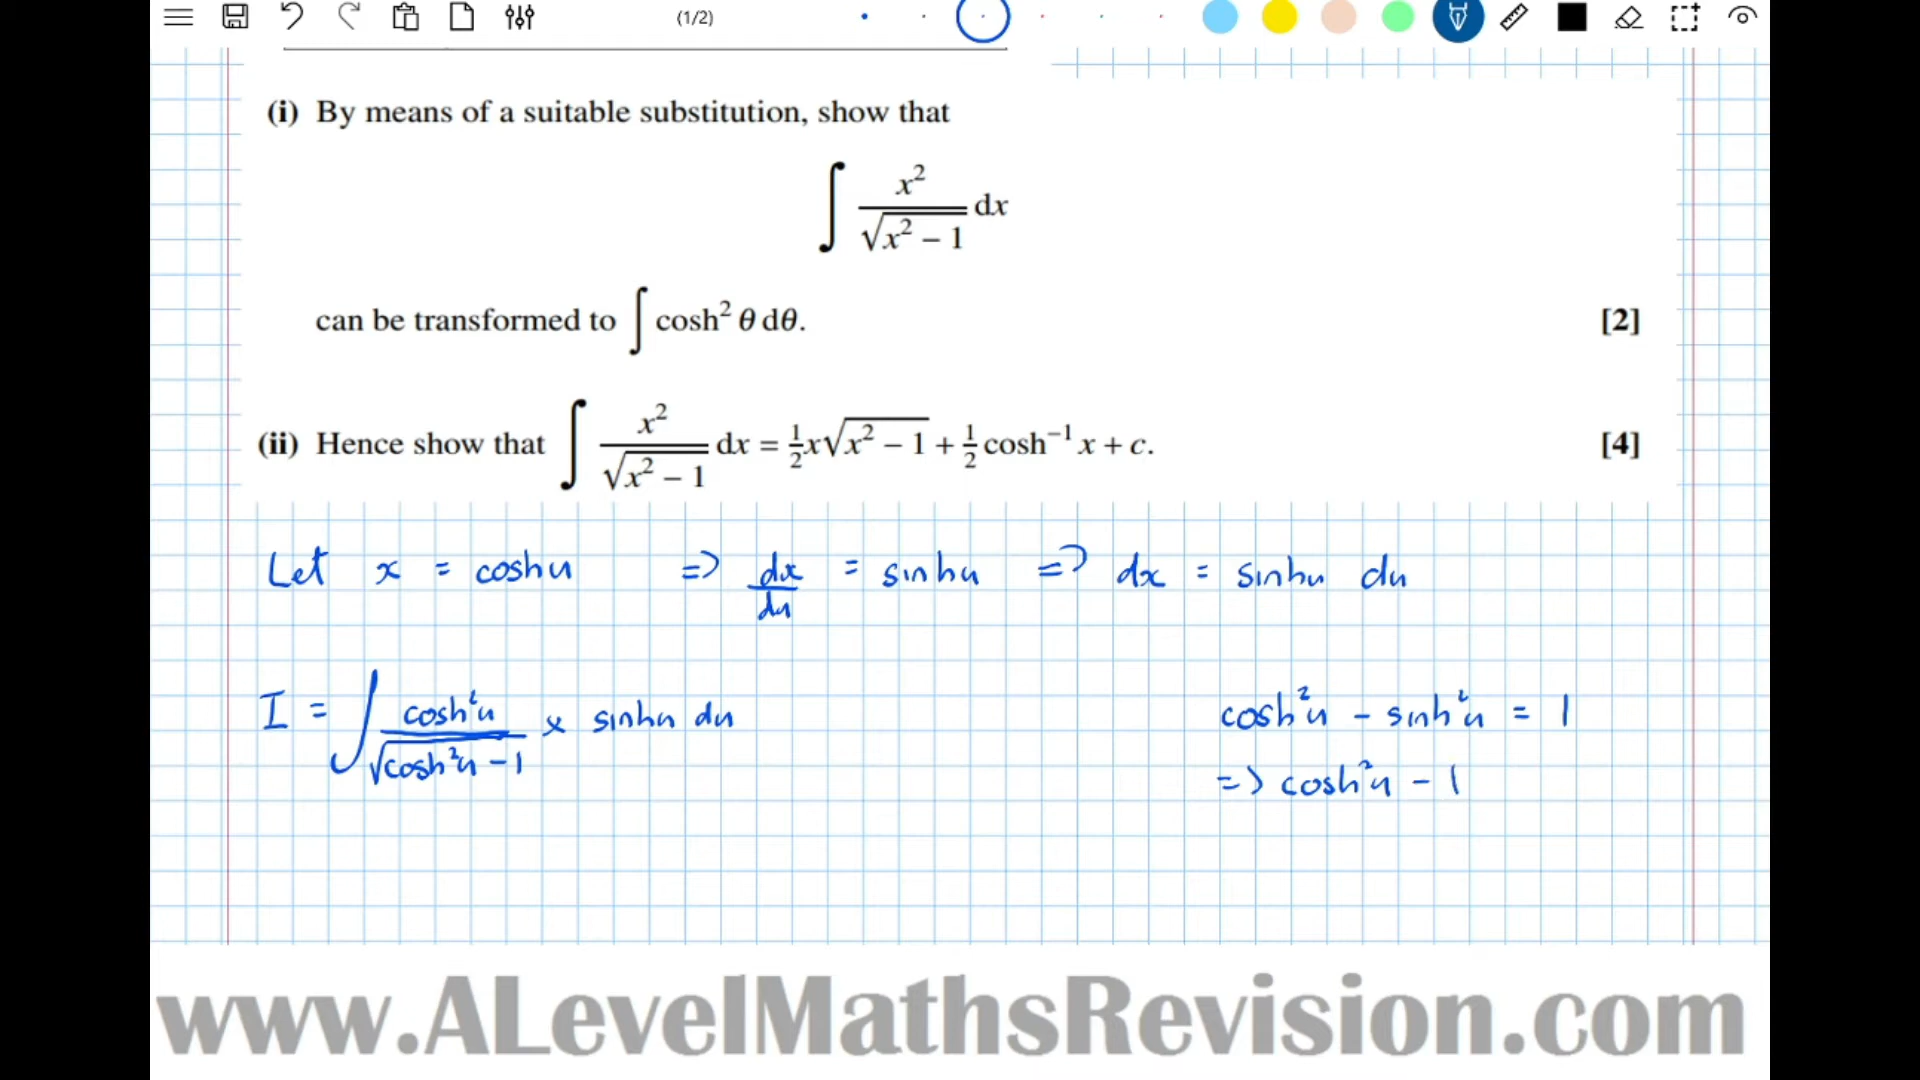 (1/2)
(i) By means of a suitable substitution, show that
∫ x²/√(x² − 1) dx
can be transformed to ∫ cosh² θ dθ. [2]
(ii) Hence show that ∫ x²/√(x² − 1) dx = ½x√(x² − 1) + ½ cosh⁻¹ x + c. [4]
Let x = coshu => dx/du = sinhu => dx = sinhu du
I = ∫ cosh²u/√(cosh²u − 1) × sinhu du
cosh²u − sinh²u = 1
=> cosh²u − 1
www.ALevelMathsRevision.com